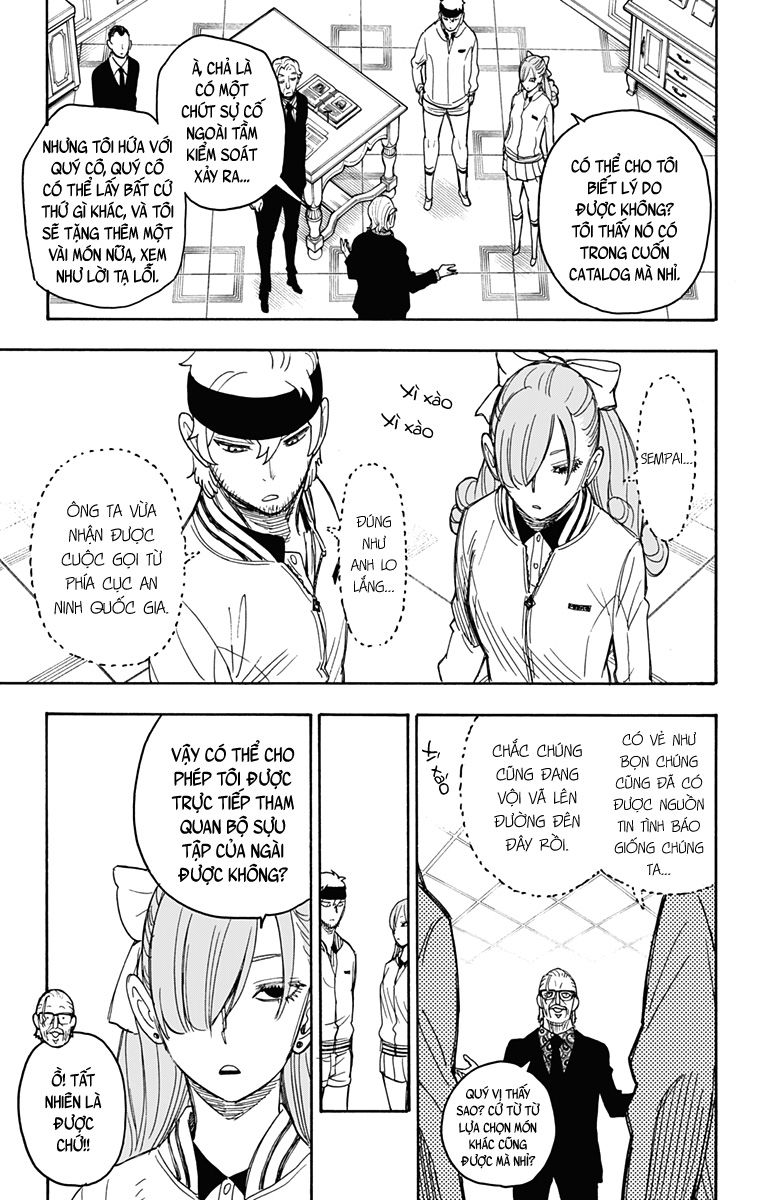 CÓ THỂ CHO TÔI
BIẾT LÝ DO
ĐƯỢC KHÔNG?
TÔI THẤY NÓ CÓ
TRONG CUỐN
CATALOG MÀ NHỈ.
À, CHẢ LÀ
CÓ MỘT
CHÚT SỰ CỐ
NGOÀI TẦM
KIỂM SOÁT
XẢY RA...
NHƯNG TÔI HỨA VỚI
QUÝ CÔ, QUÝ CÔ
CÓ THỂ LẤY BẤT CỨ
THỨ GÌ KHÁC, VÀ TÔI
SẼ TẶNG THÊM MỘT
VÀI MÓN NỮA, XEM
NHƯ LỜI TẠ LỖI.
SEMPAI...
Xì xào
Xì xào
ĐÚNG
NHƯ
ANH LO
LẮNG...
ÔNG TA VỪA
NHẬN ĐƯỢC
CUỘC GỌI TỪ
PHÍA CỤC AN
NINH QUỐC GIA.
CÓ VẺ NHƯ
BỌN CHÚNG
CŨNG ĐÃ CÓ
ĐƯỢC NGUỒN
TIN TÌNH BÁO
GIỐNG CHÚNG
TA...
CHẮC CHÚNG
CŨNG ĐANG
VỘI VÃ LÊN
ĐƯỜNG ĐẾN
ĐÂY RỒI.
Xì xào
QUÝ VỊ THẤY
SAO? CỨ TỪ TỪ
LỰA CHỌN MÓN
KHÁC CŨNG
ĐƯỢC MÀ NHỈ?
VẬY CÓ THỂ CHO
PHÉP TÔI ĐƯỢC
TRỰC TIẾP THAM
QUAN BỘ SƯU
TẬP CỦA NGÀI
ĐƯỢC KHÔNG?
Ồ! TẤT
NHIÊN LÀ
ĐƯỢC
CHỨ!!